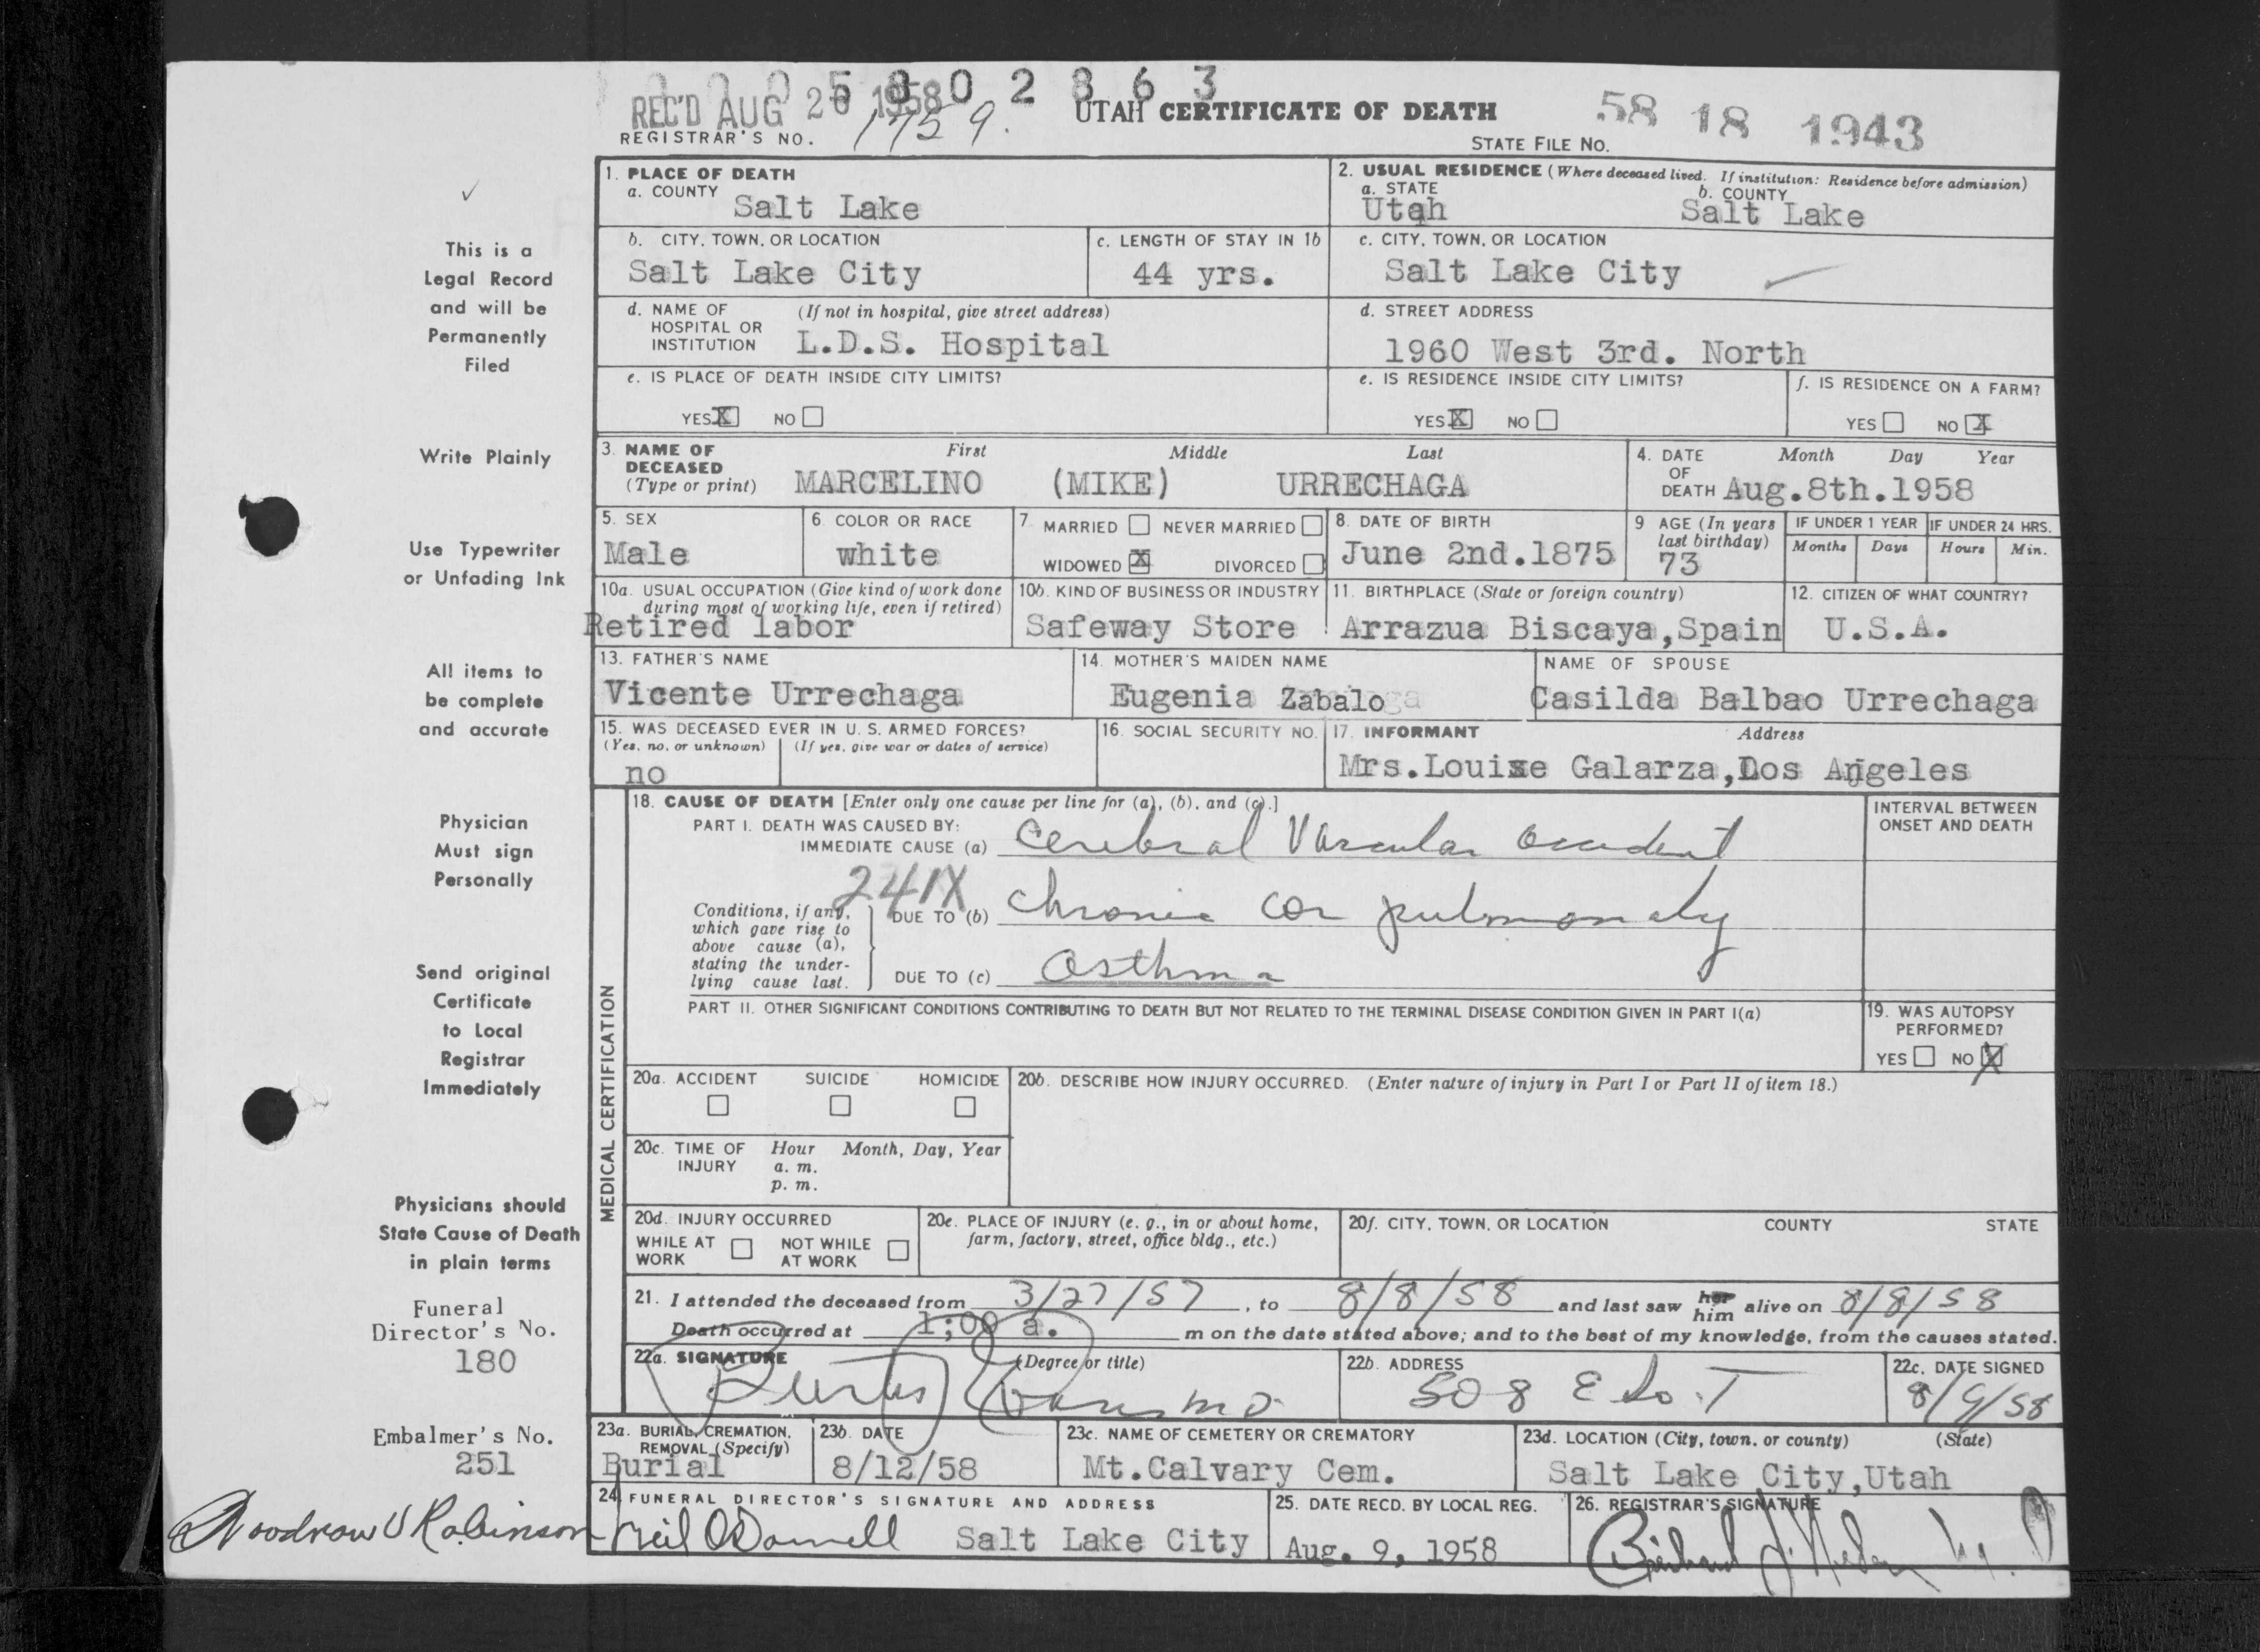 1005802863
REC'D AUG 26 1958
UTAH CERTIFICATE OF DEATH
58 18 1943
REGISTRAR'S NO. 1759.
STATE FILE NO.
1. PLACE OF DEATH
a. COUNTY Salt Lake
2. USUAL RESIDENCE (Where deceased lived. If institution: Residence before admission)
a. STATE Utah b. COUNTY Salt Lake
b. CITY, TOWN, OR LOCATION Salt Lake City
c. LENGTH OF STAY IN 1b 44 yrs.
c. CITY, TOWN, OR LOCATION Salt Lake City
d. NAME OF HOSPITAL OR INSTITUTION (If not in hospital, give street address) L.D.S. Hospital
d. STREET ADDRESS 1960 West 3rd. North
e. IS PLACE OF DEATH INSIDE CITY LIMITS? YES X NO
e. IS RESIDENCE INSIDE CITY LIMITS? YES X NO
f. IS RESIDENCE ON A FARM? YES NO X
3. NAME OF DECEASED (Type or print) First Middle Last
MARCELINO (MIKE) URRECHAGA
4. DATE OF DEATH Month Day Year
Aug.8th.1958
5. SEX Male
6. COLOR OR RACE white
7. MARRIED NEVER MARRIED WIDOWED X DIVORCED
8. DATE OF BIRTH June 2nd.1875
9 AGE (In years last birthday) 73
IF UNDER 1 YEAR Months Days
IF UNDER 24 HRS. Hours Min.
10a. USUAL OCCUPATION (Give kind of work done during most of working life, even if retired) Retired labor
10b. KIND OF BUSINESS OR INDUSTRY Safeway Store
11. BIRTHPLACE (State or foreign country) Arrazua Biscaya,Spain
12. CITIZEN OF WHAT COUNTRY? U.S.A.
13. FATHER'S NAME Vicente Urrechaga
14. MOTHER'S MAIDEN NAME Eugenia Zabaloga
NAME OF SPOUSE Casilda Balbao Urrechaga
15. WAS DECEASED EVER IN U.S. ARMED FORCES?
(Yes, no, or unknown) (If yes, give war or dates of service)
no
16. SOCIAL SECURITY NO.
17. INFORMANT Address
Mrs.Louise Galarza,Los Angeles
MEDICAL CERTIFICATION
18. CAUSE OF DEATH [Enter only one cause per line for (a), (b), and (c).]
INTERVAL BETWEEN ONSET AND DEATH
PART I. DEATH WAS CAUSED BY:
IMMEDIATE CAUSE (a) Cerebral Vascular accident
241X
Conditions, if any, which gave rise to above cause (a), stating the underlying cause last.
DUE TO (b) Chronic cor pulmonaly
DUE TO (c) Asthma
PART II. OTHER SIGNIFICANT CONDITIONS CONTRIBUTING TO DEATH BUT NOT RELATED TO THE TERMINAL DISEASE CONDITION GIVEN IN PART I(a)
19. WAS AUTOPSY PERFORMED? YES NO X
20a. ACCIDENT SUICIDE HOMICIDE
20b. DESCRIBE HOW INJURY OCCURRED. (Enter nature of injury in Part I or Part II of item 18.)
20c. TIME OF INJURY Hour a. m. p. m. Month, Day, Year
20d. INJURY OCCURRED WHILE AT WORK NOT WHILE AT WORK
20e. PLACE OF INJURY (e. g., in or about home, farm, factory, street, office bldg., etc.)
20f. CITY, TOWN, OR LOCATION COUNTY STATE
21. I attended the deceased from 3/27/57, to 8/8/58 and last saw her him alive on 8/8/58
Death occurred at 1:00 a. m on the date stated above; and to the best of my knowledge, from the causes stated.
22a. SIGNATURE (Degree or title)
M.D.
22b. ADDRESS 508 E So. T
22c. DATE SIGNED 8/9/58
23a. BURIAL, CREMATION, REMOVAL (Specify) Burial
23b. DATE 8/12/58
23c. NAME OF CEMETERY OR CREMATORY Mt.Calvary Cem.
23d. LOCATION (City, town, or county) (State) Salt Lake City,Utah
24 FUNERAL DIRECTOR'S SIGNATURE AND ADDRESS
Neil O'Donnell Salt Lake City
25. DATE RECD. BY LOCAL REG. Aug. 9, 1958
26. REGISTRAR'S SIGNATURE
This is a
Legal Record
and will be
Permanently
Filed
Write Plainly
Use Typewriter
or Unfading Ink
All items to
be complete
and accurate
Physician
Must sign
Personally
Send original
Certificate
to Local
Registrar
Immediately
Physicians should
State Cause of Death
in plain terms
Funeral
Director's No.
180
Embalmer's No.
251
Woodrow U Robinson